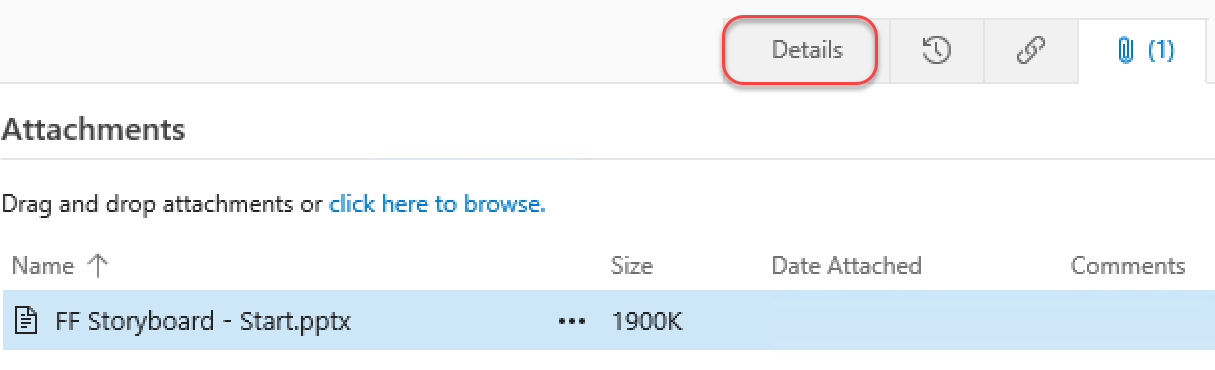 Details (1)
Attachments
Drag and drop attachments or click here to browse.
Name ↑ Size Date Attached Comments
FF Storyboard - Start.pptx ••• 1900K